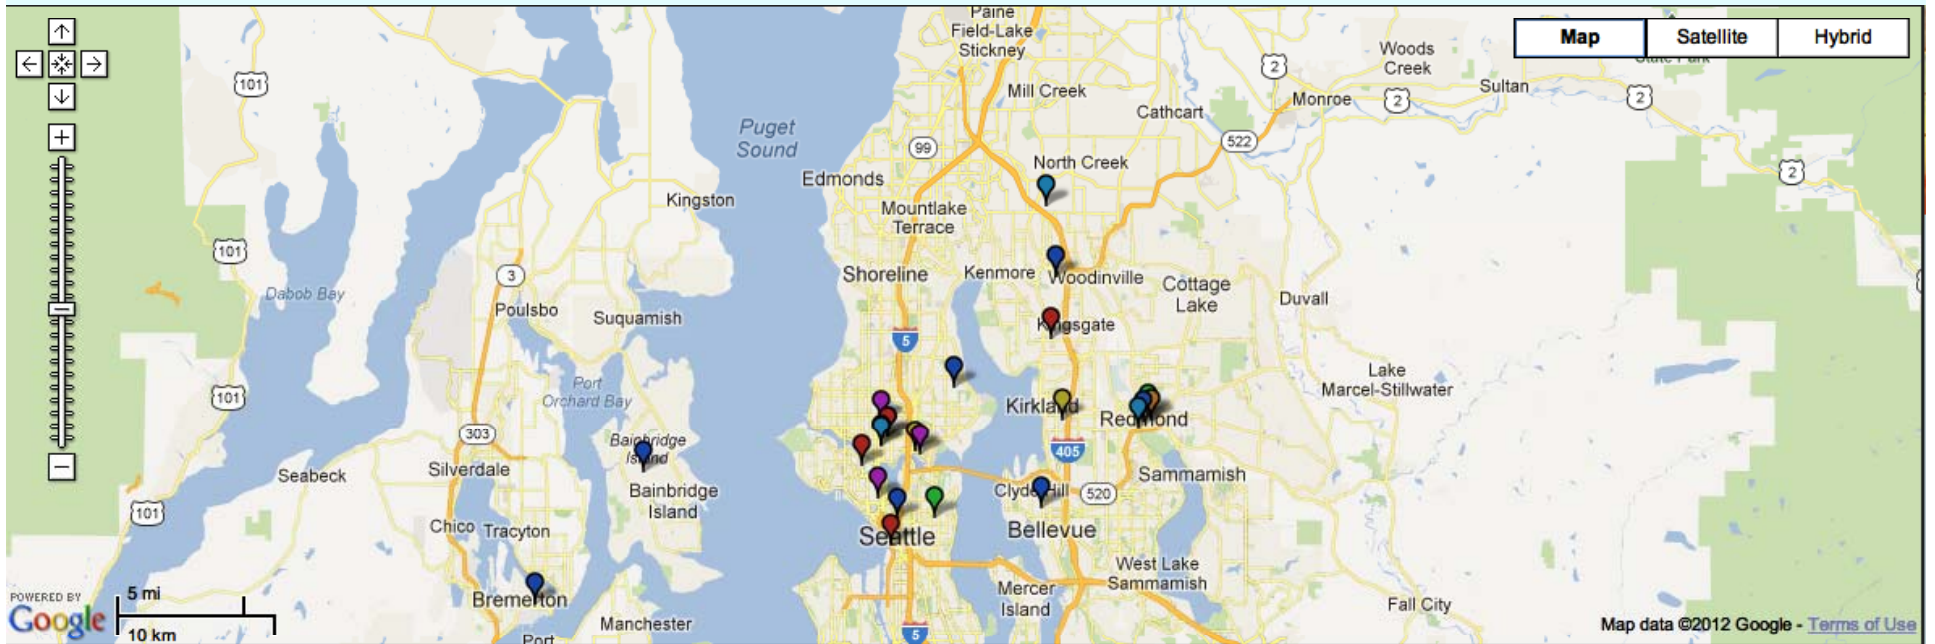 Paine
Field-Lake
Stickney
Map
Satellite
Hybrid
Woods
Creek
State Park
2
101
Mill Creek
Monroe
2
Sultan
2
Cathcart
Puget
Sound
99
522
North Creek
2
Edmonds
Kingston
Mountlake
Terrace
101
3
Shoreline
Kenmore
Woodinville
Cottage
Lake
Duvall
Dabob Bay
Poulsbo
Suquamish
Kingsgate
5
Port
Orchard Bay
Lake
Marcel-Stillwater
101
Kirkland
Redmond
303
Bainbridge
Island
405
Seabeck
Silverdale
Sammamish
Bainbridge
Island
Clyde Hill
520
101
Chico
Tracyton
Seattle
Bellevue
West Lake
Sammamish
Mercer
Island
Bremerton
Fall City
POWERED BY
Google
5 mi
10 km
Manchester
Port
5
Map data ©2012 Google - Terms of Use